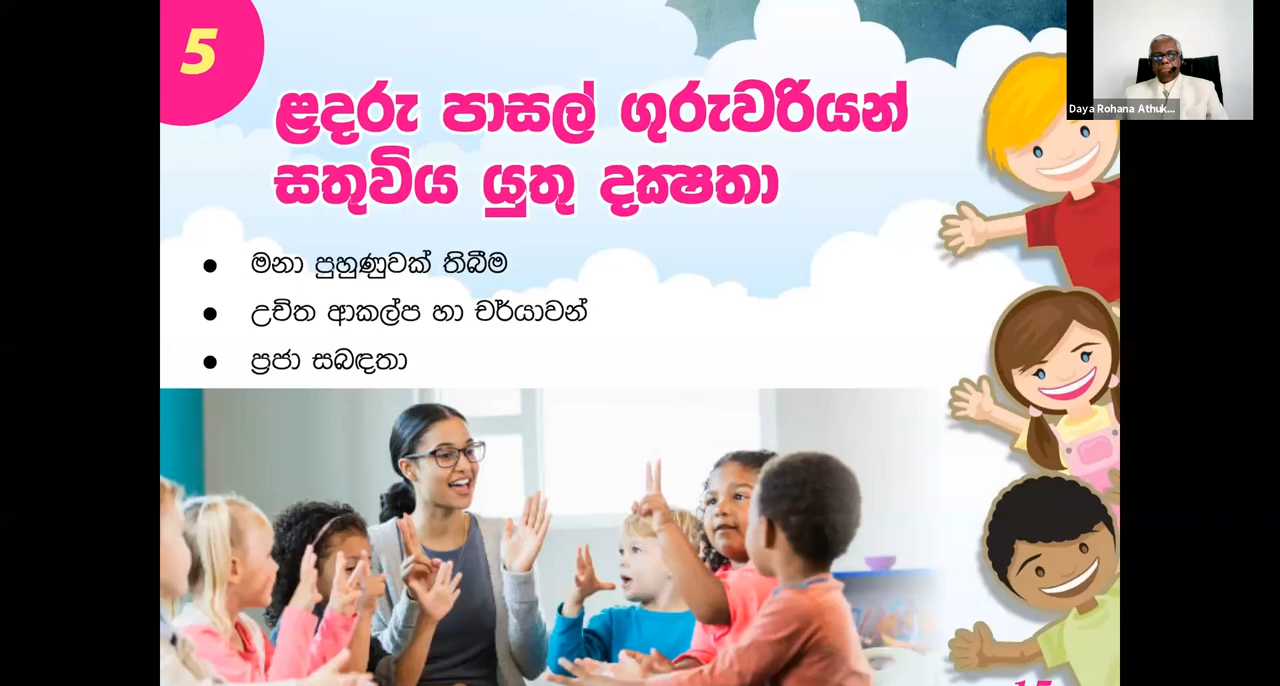 5
Daya Rohana Athuk...
ළදරු පාසල් ගුරුවරියන්
සතුවිය යුතු දක්ෂතා
● මනා පුහුණුවක් තිබීම
● උචිත ආකල්ප හා චර්යාවන්
● ප්‍රජා සබඳතා